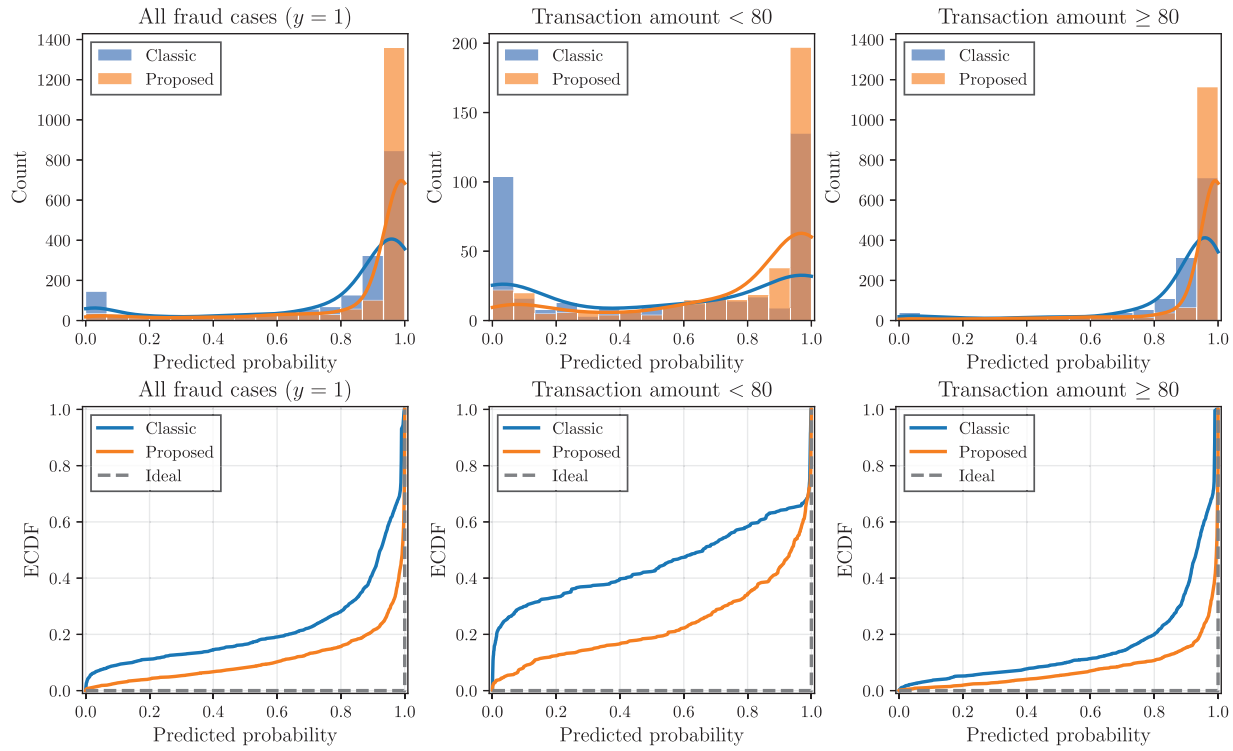 All fraud cases (y = 1)
Classic
Proposed
1400
1200
1000
800
600
400
200
0
Count
0.0 0.2 0.4 0.6 0.8 1.0
Predicted probability
Transaction amount < 80
Classic
Proposed
200
150
100
50
0
Count
0.0 0.2 0.4 0.6 0.8 1.0
Predicted probability
Transaction amount ≥ 80
Classic
Proposed
1400
1200
1000
800
600
400
200
0
Count
0.0 0.2 0.4 0.6 0.8 1.0
Predicted probability
All fraud cases (y = 1)
Classic
Proposed
Ideal
1.0
0.8
0.6
0.4
0.2
0.0
ECDF
0.0 0.2 0.4 0.6 0.8 1.0
Predicted probability
Transaction amount < 80
Classic
Proposed
Ideal
1.0
0.8
0.6
0.4
0.2
0.0
ECDF
0.0 0.2 0.4 0.6 0.8 1.0
Predicted probability
Transaction amount ≥ 80
Classic
Proposed
Ideal
1.0
0.8
0.6
0.4
0.2
0.0
ECDF
0.0 0.2 0.4 0.6 0.8 1.0
Predicted probability